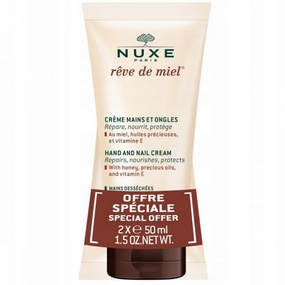 NUXE
PARIS
rêve de miel®
CRÈME MAINS ET ONGLES
Répare, nourrit, protège
Au miel, huiles précieuses,
et vitamine E
HAND AND NAIL CREAM
Repairs, nourishes, protects
With honey, precious oils,
and vitamin E
MAINS DESSÉCHÉES
OFFRE
SPÉCIALE
SPECIAL OFFER
2X e 50 ml
1.5 OZ.NET WT.